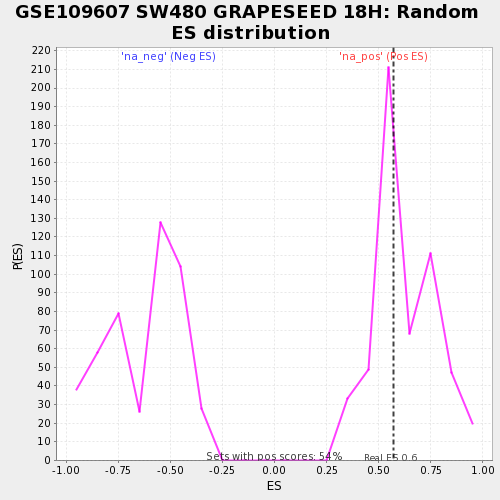 GSE109607 SW480 GRAPESEED 18H: Random
ES distribution
'na_neg' (Neg ES)
'na_pos' (Pos ES)
220
210
200
190
180
170
160
150
140
130
120
110
100
90
80
70
60
50
40
30
20
10
0
P(ES)
Sets with pos scores: 54%
Real ES 0.6
-1.00 -0.75 -0.50 -0.25 0.00 0.25 0.50 0.75 1.00
ES